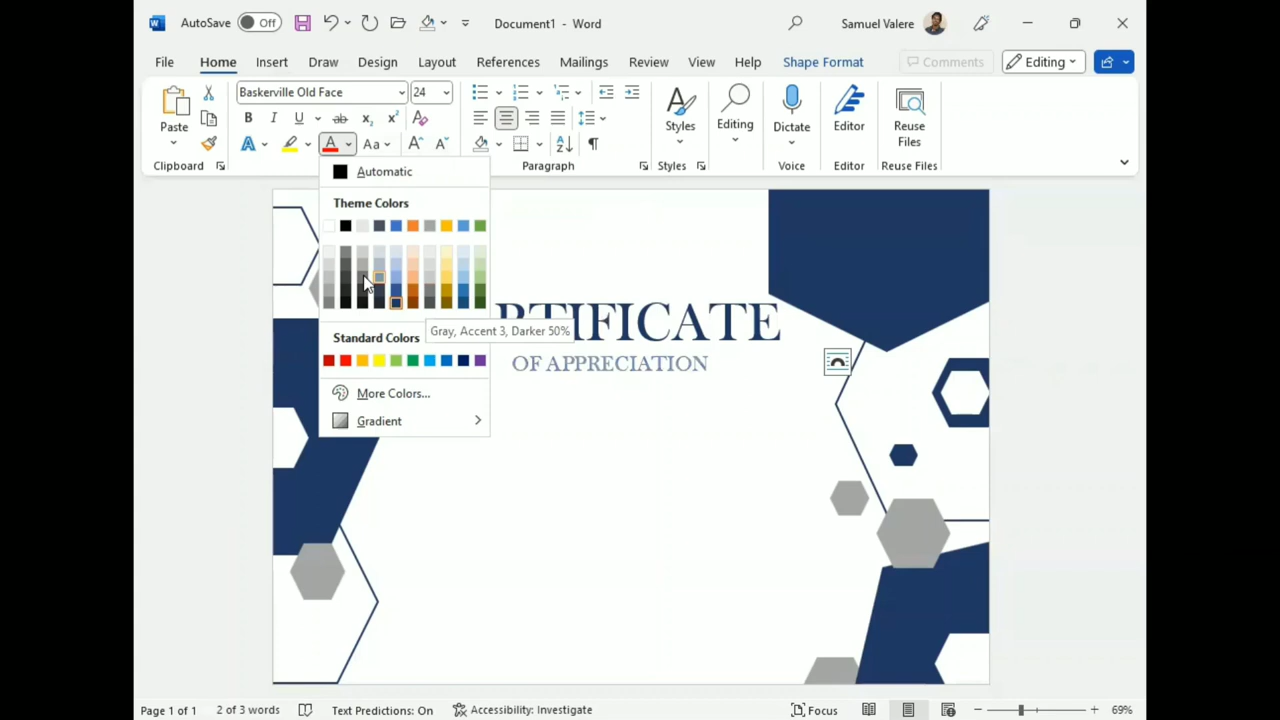 AutoSave Off Document1 - Word Samuel Valere
File Home Insert Draw Design Layout References Mailings Review View Help Shape Format Comments Editing
Baskerville Old Face 24
Paste Styles Editing Dictate Editor Reuse Files
Clipboard Paragraph Styles Voice Editor Reuse Files
Automatic
Theme Colors
Gray, Accent 3, Darker 50%
Standard Colors
More Colors...
Gradient
RTIFICATE
OF APPRECIATION
Page 1 of 1 2 of 3 words Text Predictions: On Accessibility: Investigate Focus 69%